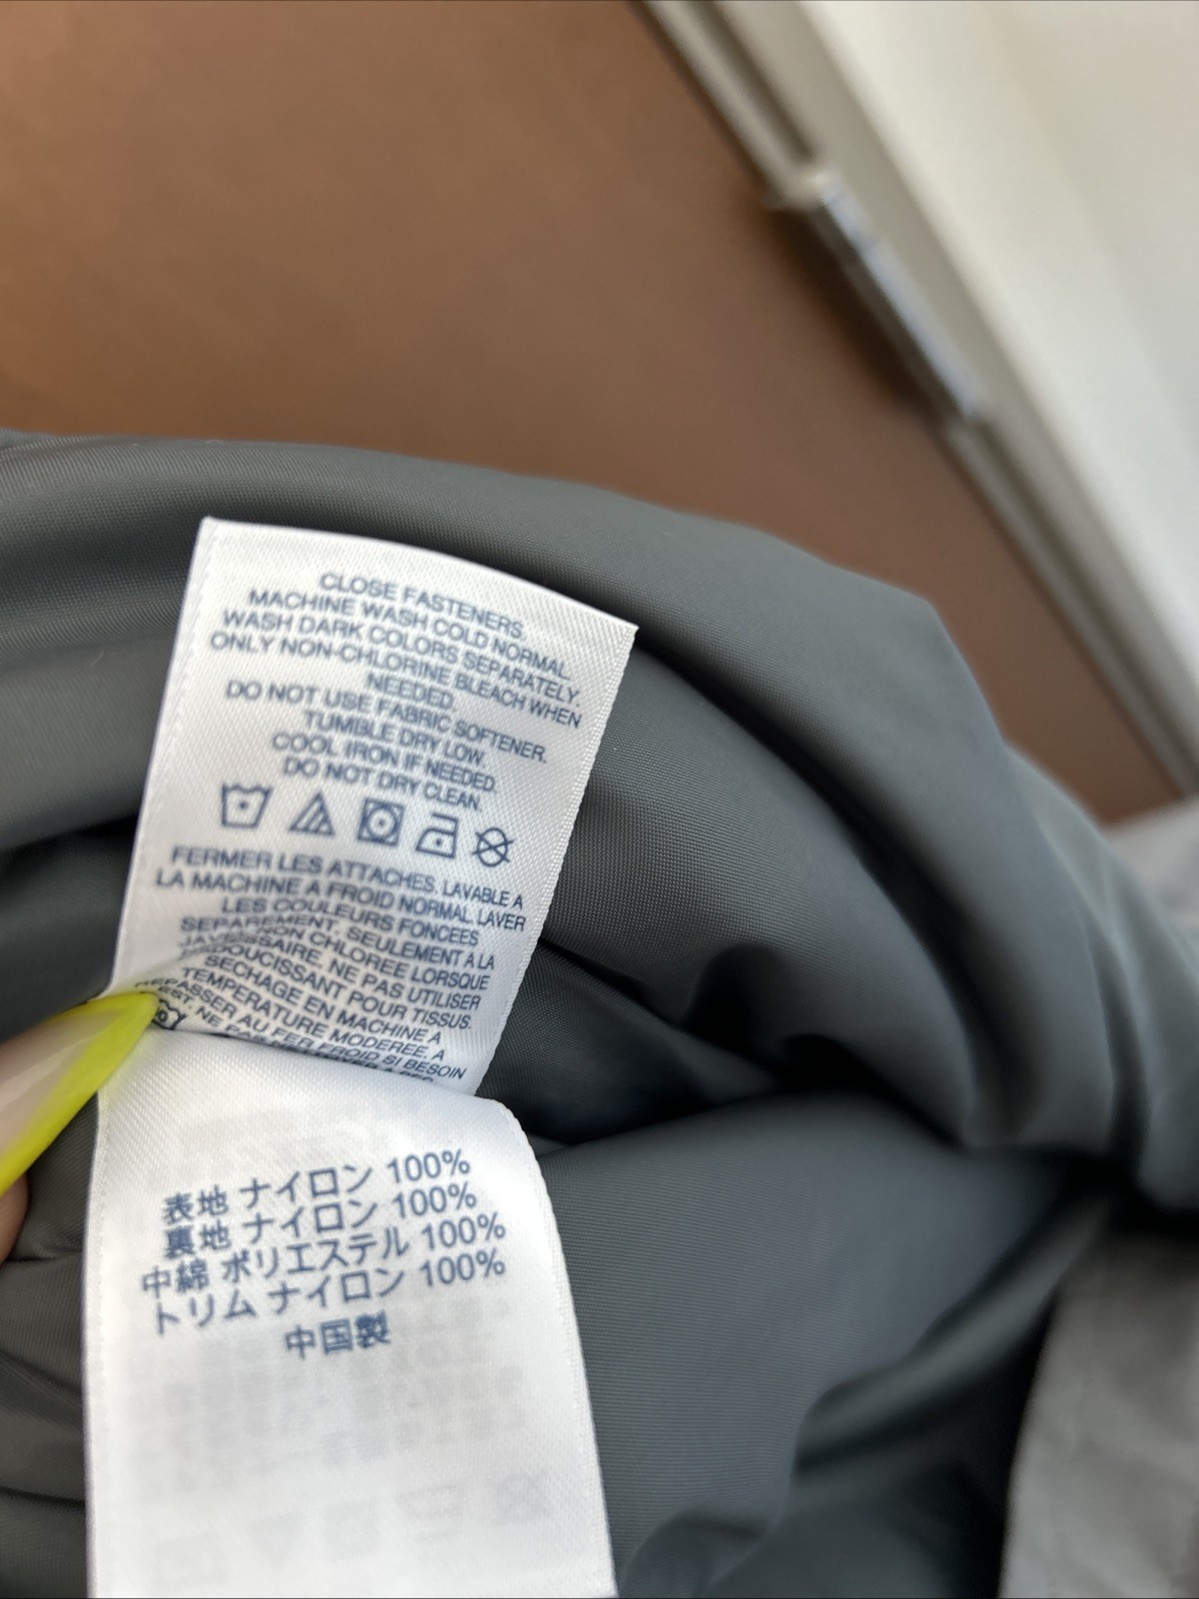 CLOSE FASTENERS.
MACHINE WASH COLD NORMAL.
WASH DARK COLORS SEPARATELY.
ONLY NON-CHLORINE BLEACH WHEN
NEEDED.
DO NOT USE FABRIC SOFTENER.
TUMBLE DRY LOW.
COOL IRON IF NEEDED.
DO NOT DRY CLEAN.
FERMER LES ATTACHES. LAVABLE A
LA MACHINE A FROID NORMAL. LAVER
LES COULEURS FONCEES
SEPAREMENT. SEULEMENT A LA
NON CHLOREE LORSQUE
NE PAS UTILISER
POUR TISSUS.
SECHAGE EN MACHINE A
TEMPERATURE MODEREE. A
REPASSER AU FER FROID SI BESOIN
EST. NE PAS
表地 ナイロン 100%
裏地 ナイロン 100%
中綿 ポリエステル 100%
トリム ナイロン 100%
中国製